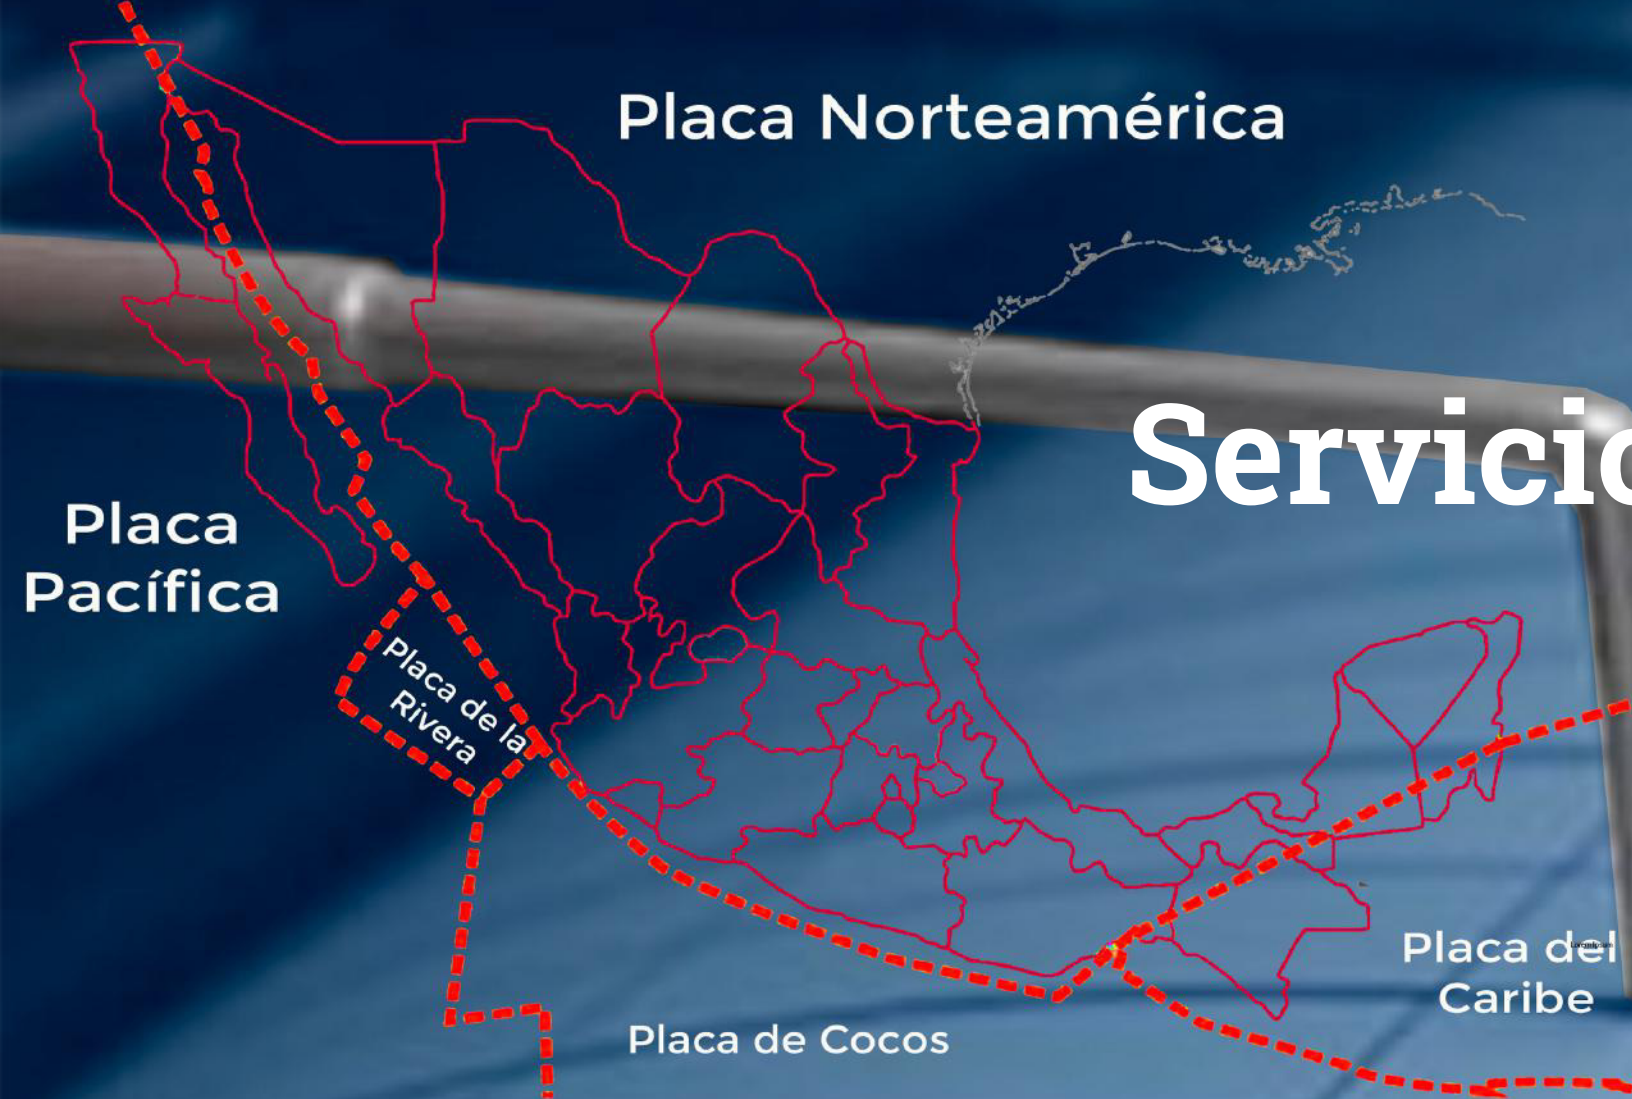 Placa Norteamérica
Servicio
Placa
Pacífica
Placa de la
Rivera
Placa del
Caribe
Placa de Cocos